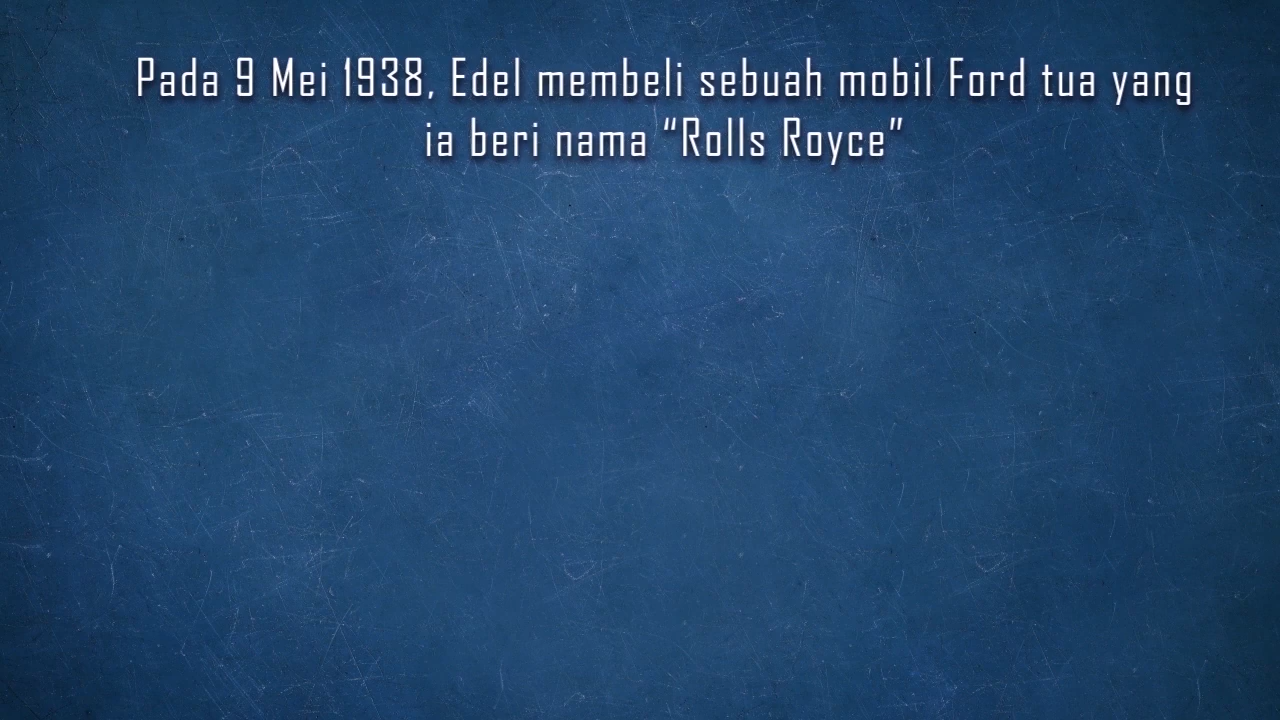 Pada 9 Mei 1938, Edel membeli sebuah mobil Ford tua yang
ia beri nama “Rolls Royce”